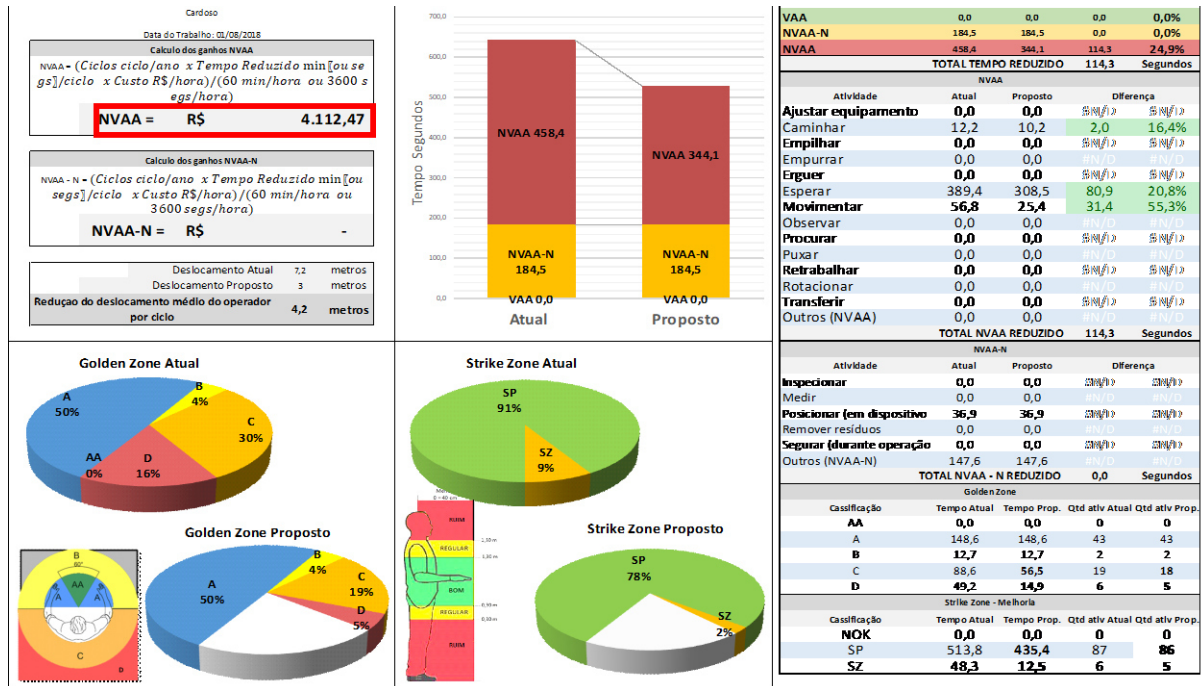 Cardoso
Data do Trabalho: 01/08/2018
Calculo dos ganhos NVAA
NVAA = (Ciclos ciclo/ano x Tempo Reduzido min⟦ou se
gs⟧/ciclo x Custo R$/hora)/(60 min/hora ou 3600 s
egs/hora)
NVAA = R$ 4.112,47
Calculo dos ganhos NVAA-N
NVAA - N = (Ciclos ciclo/ano x Tempo Reduzido min⟦ou
segs⟧/ciclo x Custo R$/hora)/(60 min/hora ou
3600 segs/hora)
NVAA-N = R$ -
Deslocamento Atual 7,2 metros
Deslocamento Proposto 3 metros
Reduçao do deslocamento médio do operador
por ciclo 4,2 metros
Tempo Segundos
700,0
600,0
500,0
400,0
300,0
200,0
100,0
0,0
NVAA 458,4
NVAA 344,1
NVAA-N
184,5
NVAA-N
184,5
VAA 0,0
VAA 0,0
Atual Proposto
VAA 0,0 0,0 0,0 0,0%
NVAA-N 184,5 184,5 0,0 0,0%
NVAA 458,4 344,1 114,3 24,9%
TOTAL TEMPO REDUZIDO 114,3 Segundos
NVAA
Atividade Atual Proposto Diferença
Ajustar equipamento 0,0 0,0 #N/D #N/D
Caminhar 12,2 10,2 2,0 16,4%
Empilhar 0,0 0,0 #N/D #N/D
Empurrar 0,0 0,0 #N/D #N/D
Erguer 0,0 0,0 #N/D #N/D
Esperar 389,4 308,5 80,9 20,8%
Movimentar 56,8 25,4 31,4 55,3%
Observar 0,0 0,0 #N/D #N/D
Procurar 0,0 0,0 #N/D #N/D
Puxar 0,0 0,0 #N/D #N/D
Retrabalhar 0,0 0,0 #N/D #N/D
Rotacionar 0,0 0,0 #N/D #N/D
Transferir 0,0 0,0 #N/D #N/D
Outros (NVAA) 0,0 0,0 #N/D #N/D
TOTAL NVAA REDUZIDO 114,3 Segundos
NVAA-N
Atividade Atual Proposto Diferença
Inspecionar 0,0 0,0 #N/D #N/D
Medir 0,0 0,0 #N/D #N/D
Posicionar (em dispositivo 36,9 36,9 #N/D #N/D
Remover resíduos 0,0 0,0 #N/D #N/D
Segurar (durante operação 0,0 0,0 #N/D #N/D
Outros (NVAA-N) 147,6 147,6 #N/D #N/D
TOTAL NVAA - N REDUZIDO 0,0 Segundos
Golden Zone
Classificação Tempo Atual Tempo Prop. Qtd ativ Atual Qtd ativ Prop.
AA 0,0 0,0 0 0
A 148,6 148,6 43 43
B 12,7 12,7 2 2
C 88,6 56,5 19 18
D 49,2 14,9 6 5
Strike Zone - Melhoria
Classificação Tempo Atual Tempo Prop. Qtd ativ Atual Qtd ativ Prop.
NOK 0,0 0,0 0 0
SP 513,8 435,4 87 86
SZ 48,3 12,5 6 5
Golden Zone Atual
A
50%
B
4%
C
30%
D
16%
AA
0%
Strike Zone Atual
SP
91%
SZ
9%
Golden Zone Proposto
A
50%
B
4%
C
19%
D
5%
B
60°
AA
A
A
C
D
RUIM
REGULAR
BOM
REGULAR
RUIM
Strike Zone Proposto
SP
78%
SZ
2%